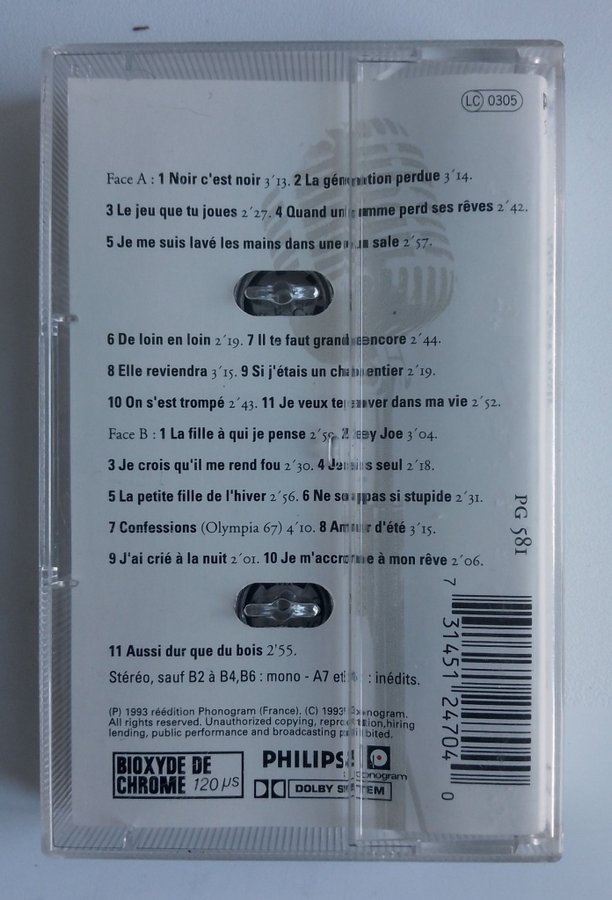 LC 0305
Face A : 1 Noir c'est noir 3´13. 2 La génération perdue 3´14.
3 Le jeu que tu joues 2´27. 4 Quand un homme perd ses rêves 2´42.
5 Je me suis lavé les mains dans une eau sale 2´57.
6 De loin en loin 2´19. 7 Il te faut grandir encore 2´44.
8 Elle reviendra 3´15. 9 Si j'étais un charpentier 2´19.
10 On s'est trompé 2´43. 11 Je veux te retrouver dans ma vie 2´52.
Face B : 1 La fille à qui je pense 2´59. 2 Hey Joe 3´04.
3 Je crois qu'il me rend fou 2´30. 4 Je suis seul 2´18.
5 La petite fille de l'hiver 2´56. 6 Ne sois pas si stupide 2´31.
7 Confessions (Olympia 67) 4´10. 8 Amour d'été 3´15.
9 J'ai crié à la nuit 2´01. 10 Je m'accroche à mon rêve 2´06.
11 Aussi dur que du bois 2´55.
Stéréo, sauf B2 à B4,B6 : mono - A7 et : inédits.
(P) 1993 réédition Phonogram (France). (C) 1993 Phonogram.
All rights reserved. Unauthorized copying, reproduction, hiring
lending, public performance and broadcasting prohibited.
BIOXYDE DE
CHROME 120 µs
PHILIPS
phonogram
DOLBY SYSTEM
PG 581
7 31451 24704 0